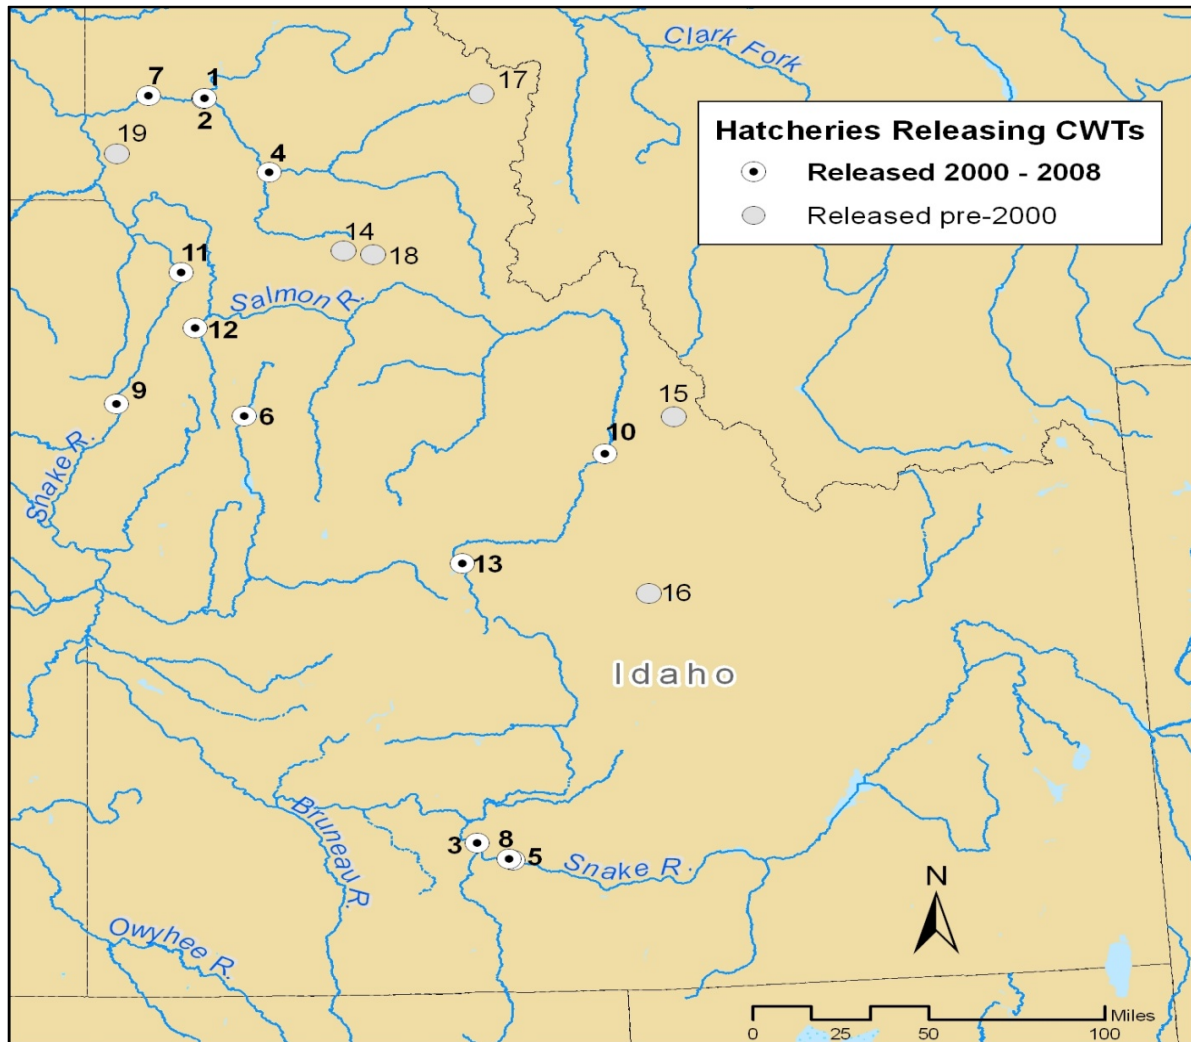 Clark Fork
7
1
17
2
Hatcheries Releasing CWTs
19
4
Released 2000 - 2008
Released pre-2000
14
18
11
Salmon R.
12
15
9
6
10
Snake R.
13
16
Idaho
Bruneau R.
3
8
5
Snake R.
N
Owyhee R.
Miles
0 25 50 100